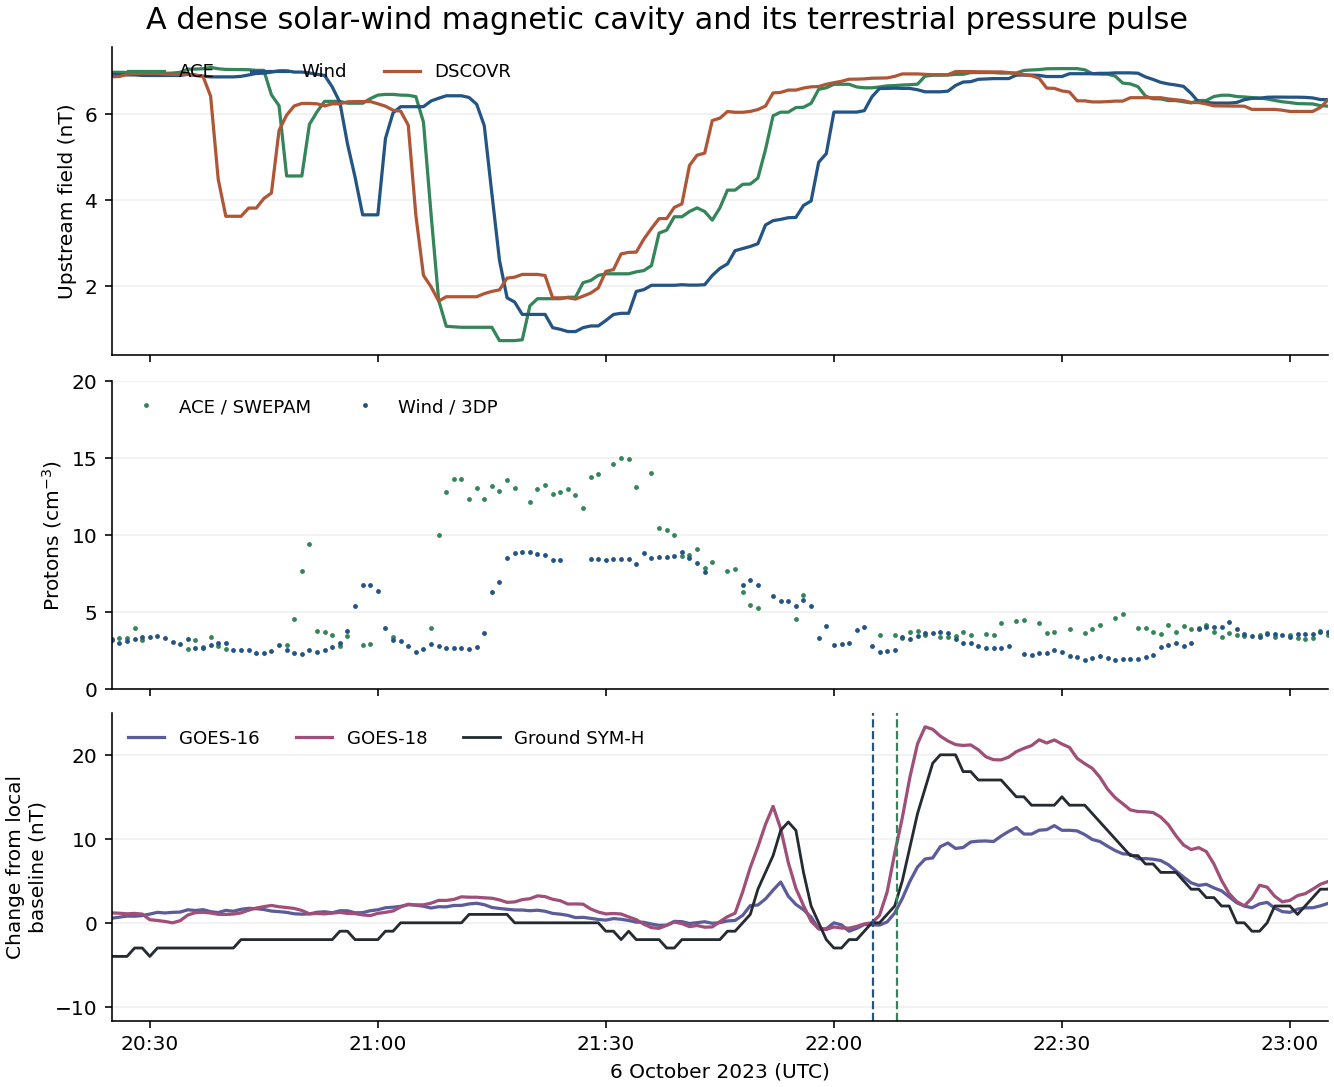 A dense solar-wind magnetic cavity and its terrestrial pressure pulse
ACE Wind DSCOVR
Upstream field (nT)
6
4
2
ACE / SWEPAM Wind / 3DP
Protons (cm⁻³)
20
15
10
5
0
GOES-16 GOES-18 Ground SYM-H
Change from local
baseline (nT)
20
10
0
−10
20:30 21:00 21:30 22:00 22:30 23:00
6 October 2023 (UTC)